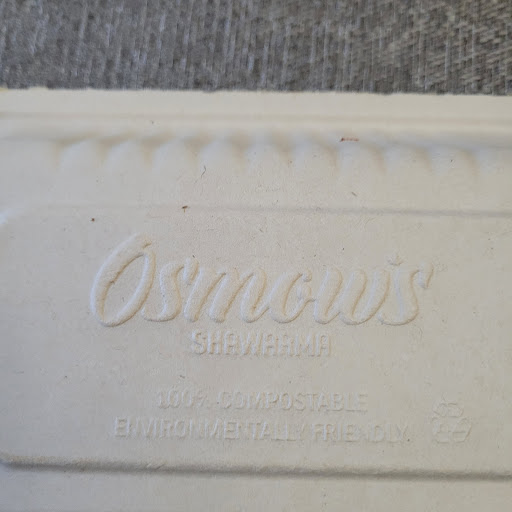 Osmow's
SHAWARMA
100% COMPOSTABLE
ENVIRONMENTALLY FRIENDLY